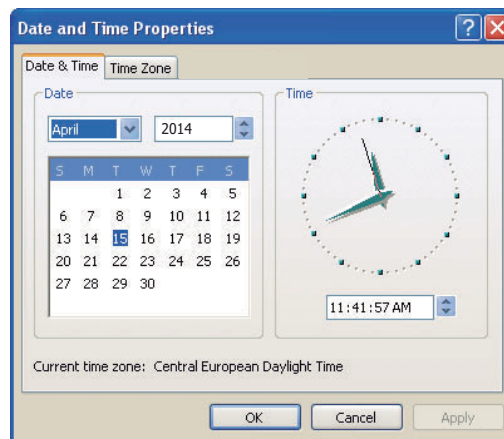 Date and Time Properties
Date & Time Time Zone
Date
Time
April 2014
S M T W T F S
1 2 3 4 5
6 7 8 9 10 11 12
13 14 15 16 17 18 19
20 21 22 23 24 25 26
27 28 29 30
11:41:57 AM
Current time zone: Central European Daylight Time
OK Cancel Apply